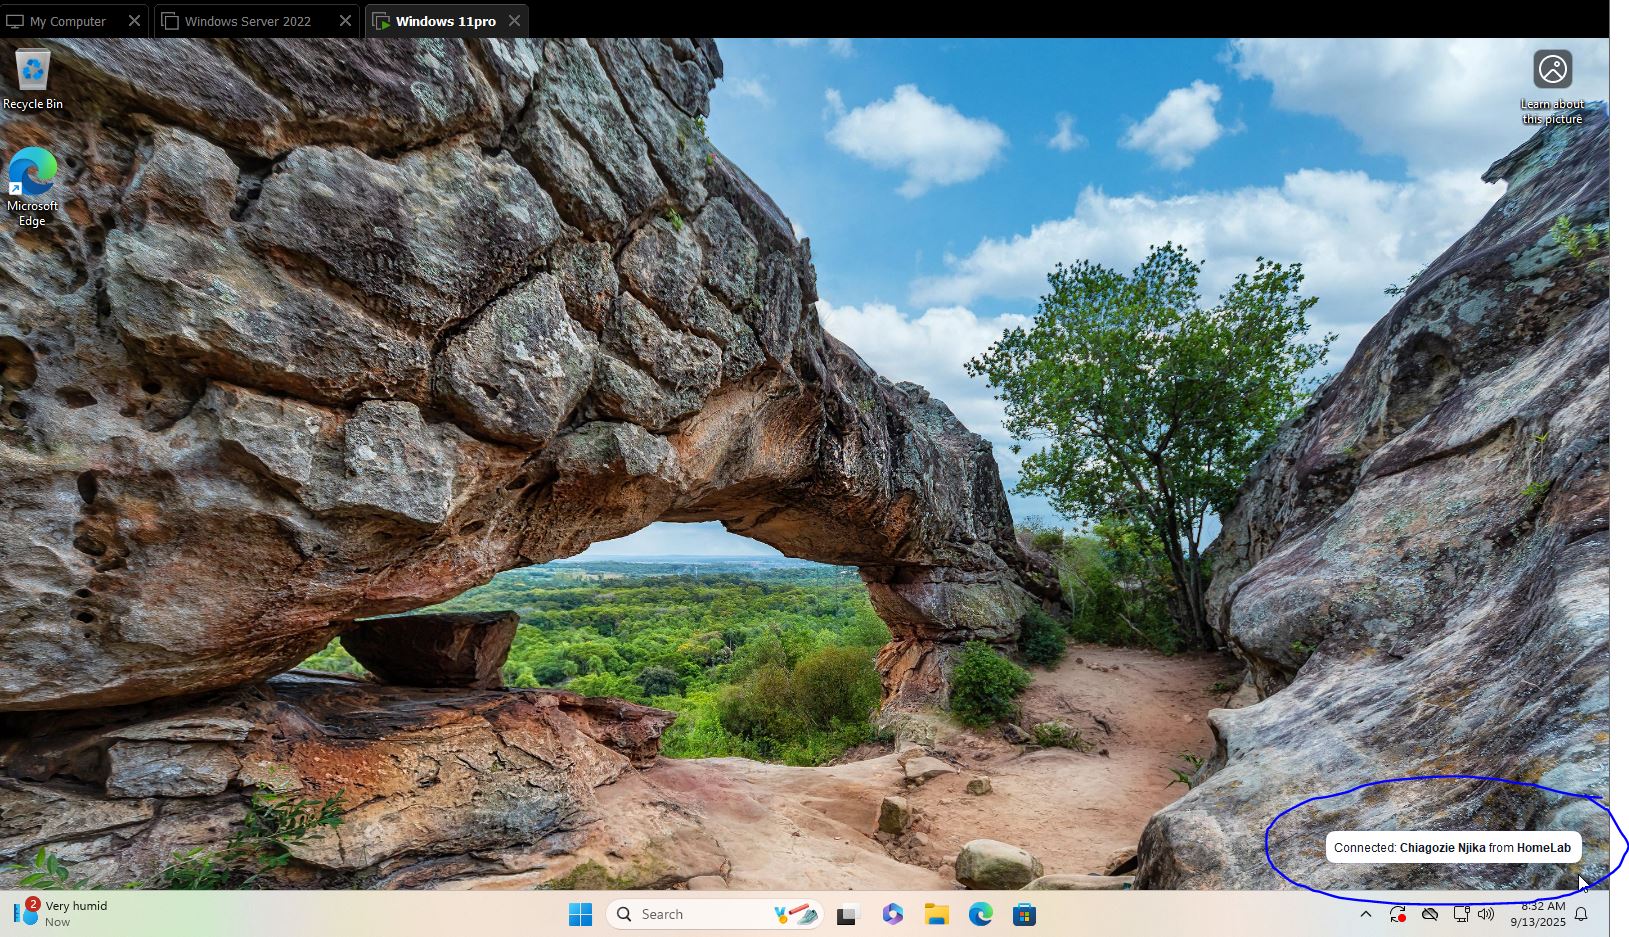 My Computer
Windows Server 2022
Windows 11pro
Recycle Bin
Learn about
this picture
Microsoft
Edge
Connected: Chiagozie Njika from HomeLab
2
Very humid
Now
Search
8:32 AM
9/13/2025